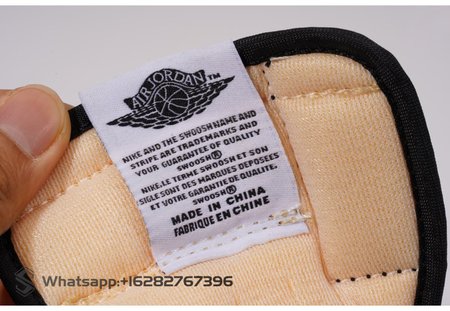 AIR JORDAN™
NIKE AND THE SWOOSH NAME AND
STRIPE ARE TRADEMARKS AND
YOUR GUARANTEE OF QUALITY
SWOOSH®
NIKE.LE TERME SWOOSH ET SON
SIGLE SONT DES MARQUES DEPOSEES
ET VOTRE GARANTIE DE QUALITE.
SWOOSH®
MADE IN CHINA
FABRIQUE EN CHINE
Whatsapp:+16282767396